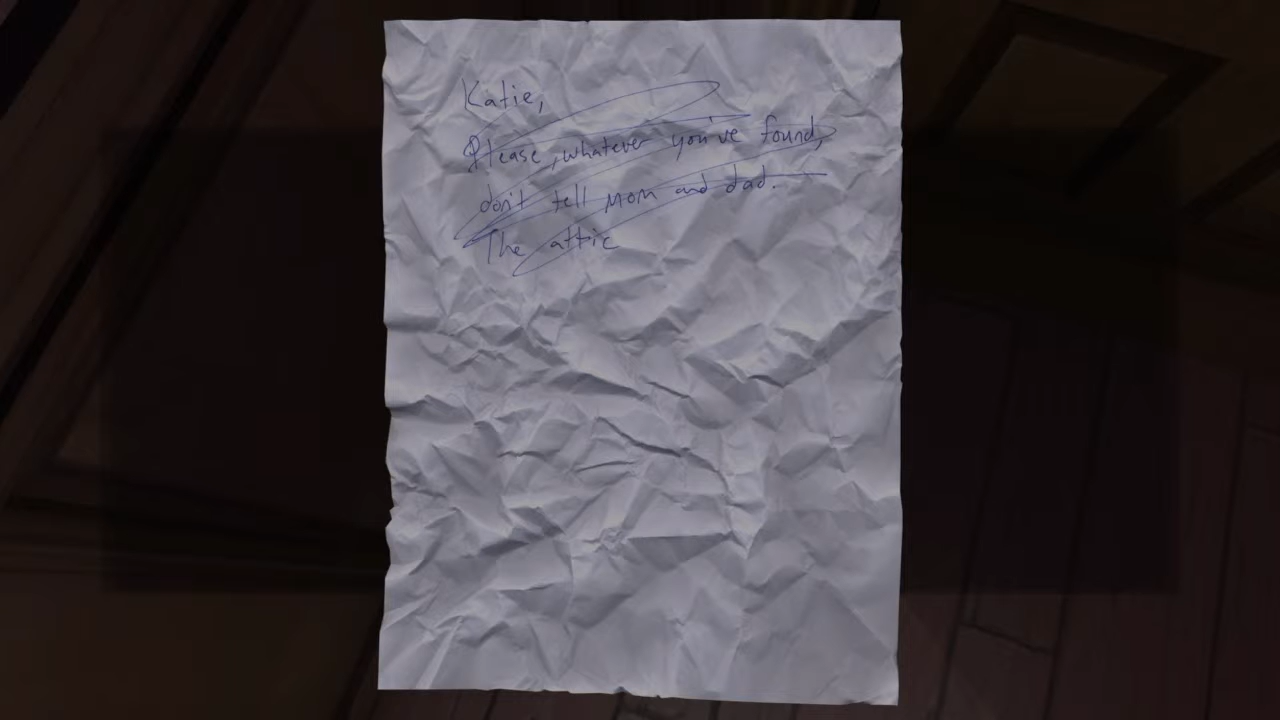 Katie,
Please, whatever you've found,
don't tell Mom and dad.
The attic